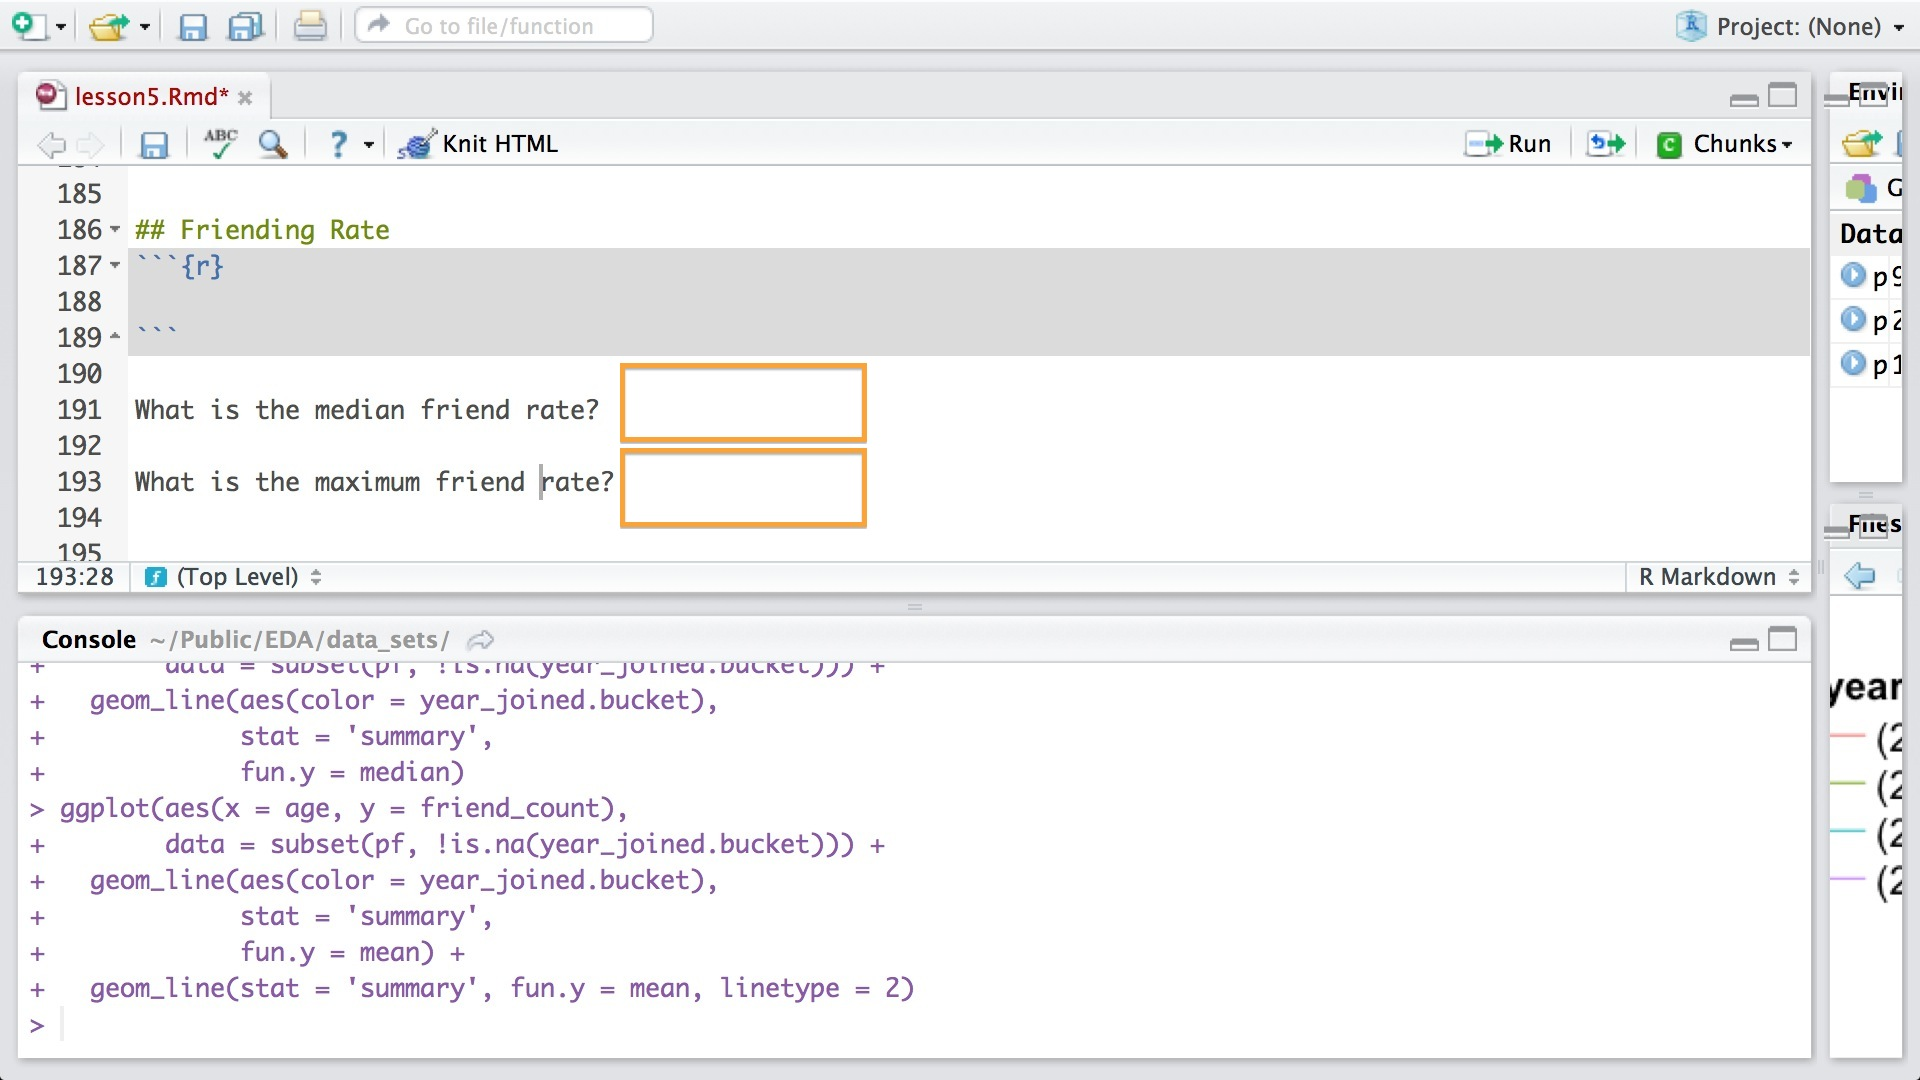 Go to file/function
Project: (None)
lesson5.Rmd*
ABC
?
Knit HTML
Run
C Chunks
185
186 ## Friending Rate
187 ```{r}
188
189 ```
190
191 What is the median friend rate?
192
193 What is the maximum friend rate?
194
195
193:28
(Top Level)
R Markdown
Console ~/Public/EDA/data_sets/
+ data = subset(pf, !is.na(year_joined.bucket))) +
+ geom_line(aes(color = year_joined.bucket),
+ stat = 'summary',
+ fun.y = median)
> ggplot(aes(x = age, y = friend_count),
+ data = subset(pf, !is.na(year_joined.bucket))) +
+ geom_line(aes(color = year_joined.bucket),
+ stat = 'summary',
+ fun.y = mean) +
+ geom_line(stat = 'summary', fun.y = mean, linetype = 2)
>
Envi
G
Data
p9
p2
p1
Files
year
(2
(2
(2
(2